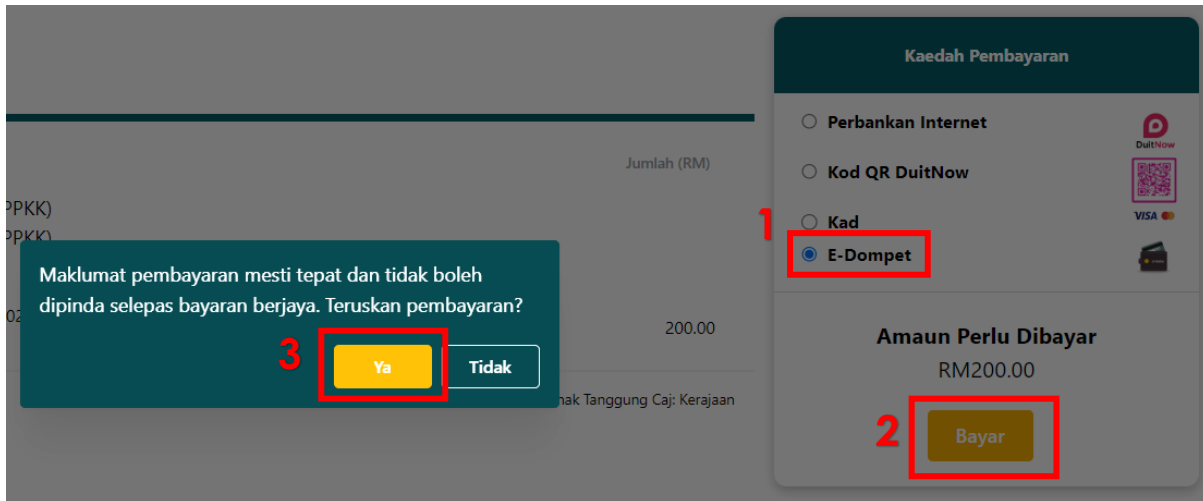 Kaedah Pembayaran
Perbankan Internet
DuitNow
Jumlah (RM)
Kod QR DuitNow
PPKK)
1
Kad
VISA
PPKK)
E-Dompet
Maklumat pembayaran mesti tepat dan tidak boleh
dipinda selepas bayaran berjaya. Teruskan pembayaran?
200.00
Amaun Perlu Dibayar
RM200.00
3
Ya
Tidak
Tanggung Caj: Kerajaan
2
Bayar